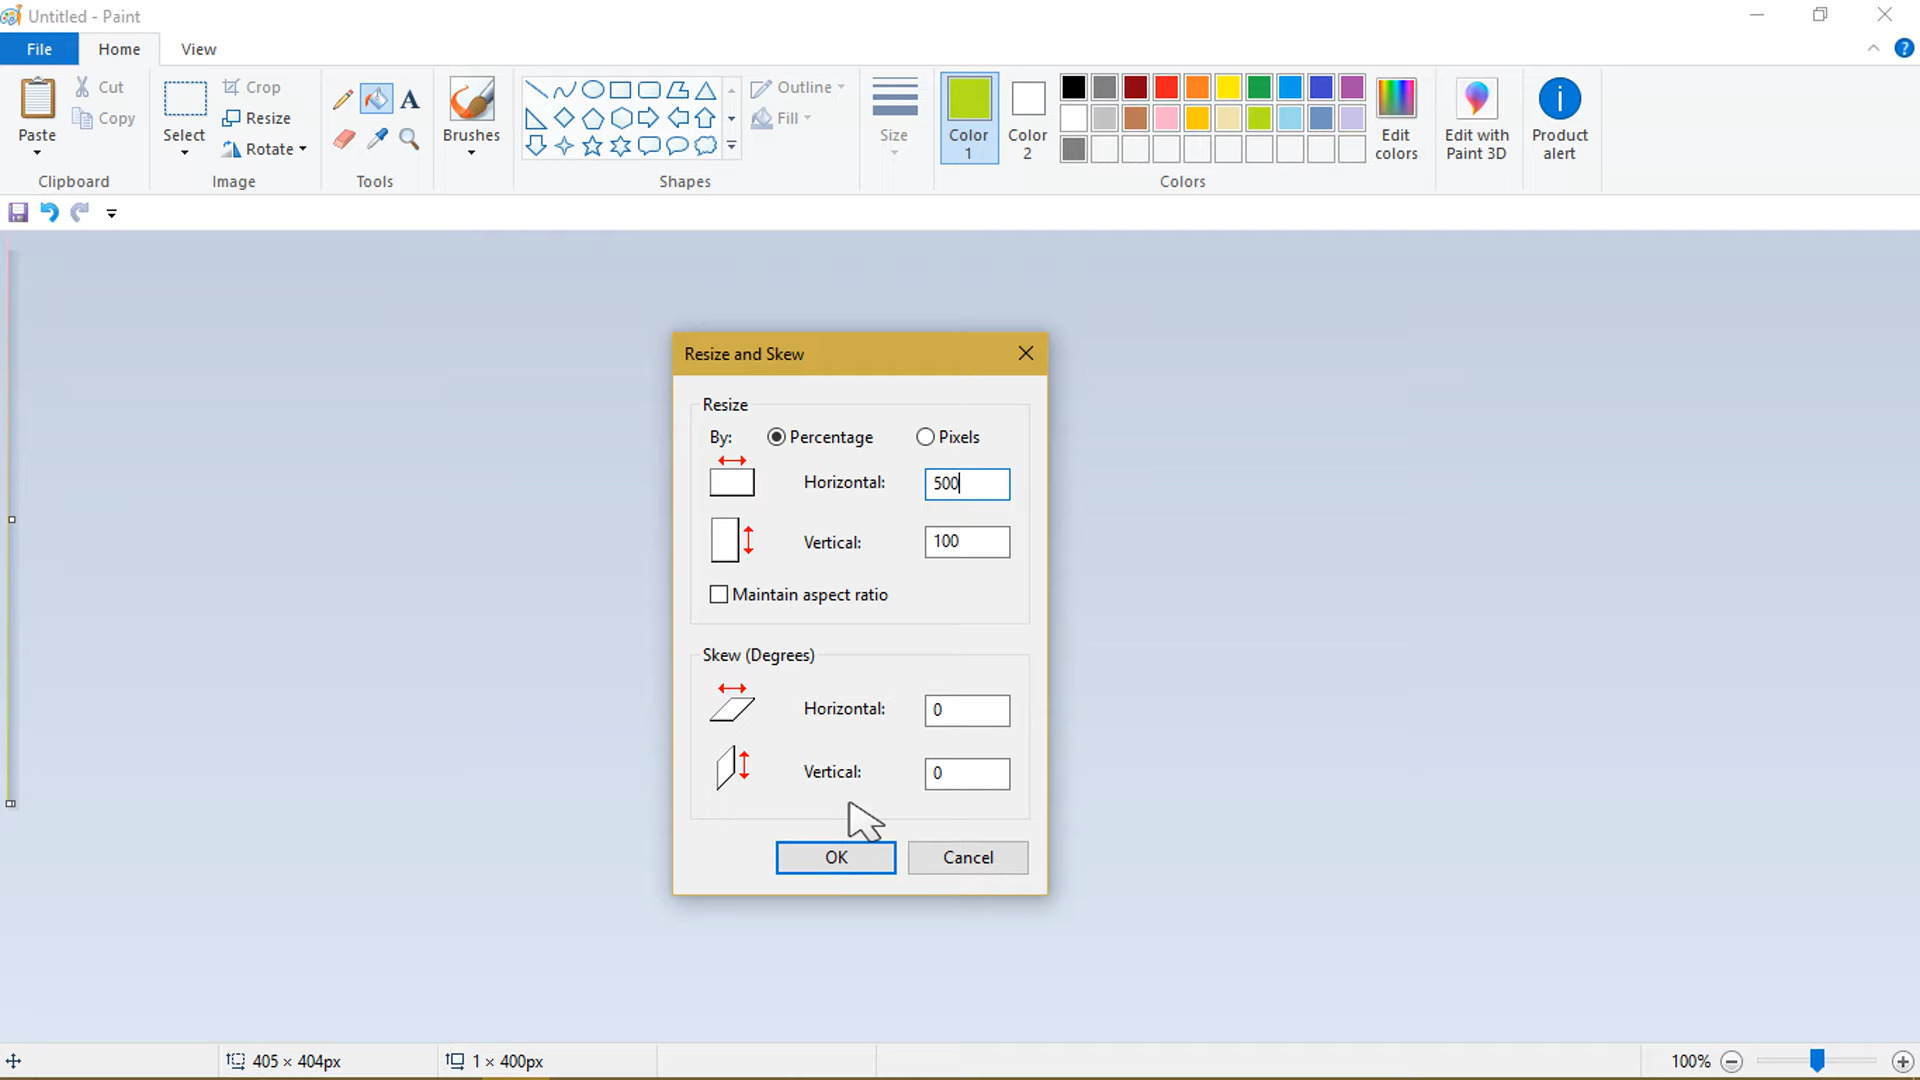 Untitled - Paint
File Home View
Paste Cut Copy Clipboard
Select Crop Resize Rotate Image
A
Tools
Brushes
Shapes
Outline
Fill
Size
Color 1
Color 2
Edit colors
Colors
Edit with Paint 3D
Product alert
Resize and Skew
Resize
By: Percentage Pixels
Horizontal: 500
Vertical: 100
Maintain aspect ratio
Skew (Degrees)
Horizontal: 0
Vertical: 0
OK Cancel
405 × 404px 1 × 400px 100%